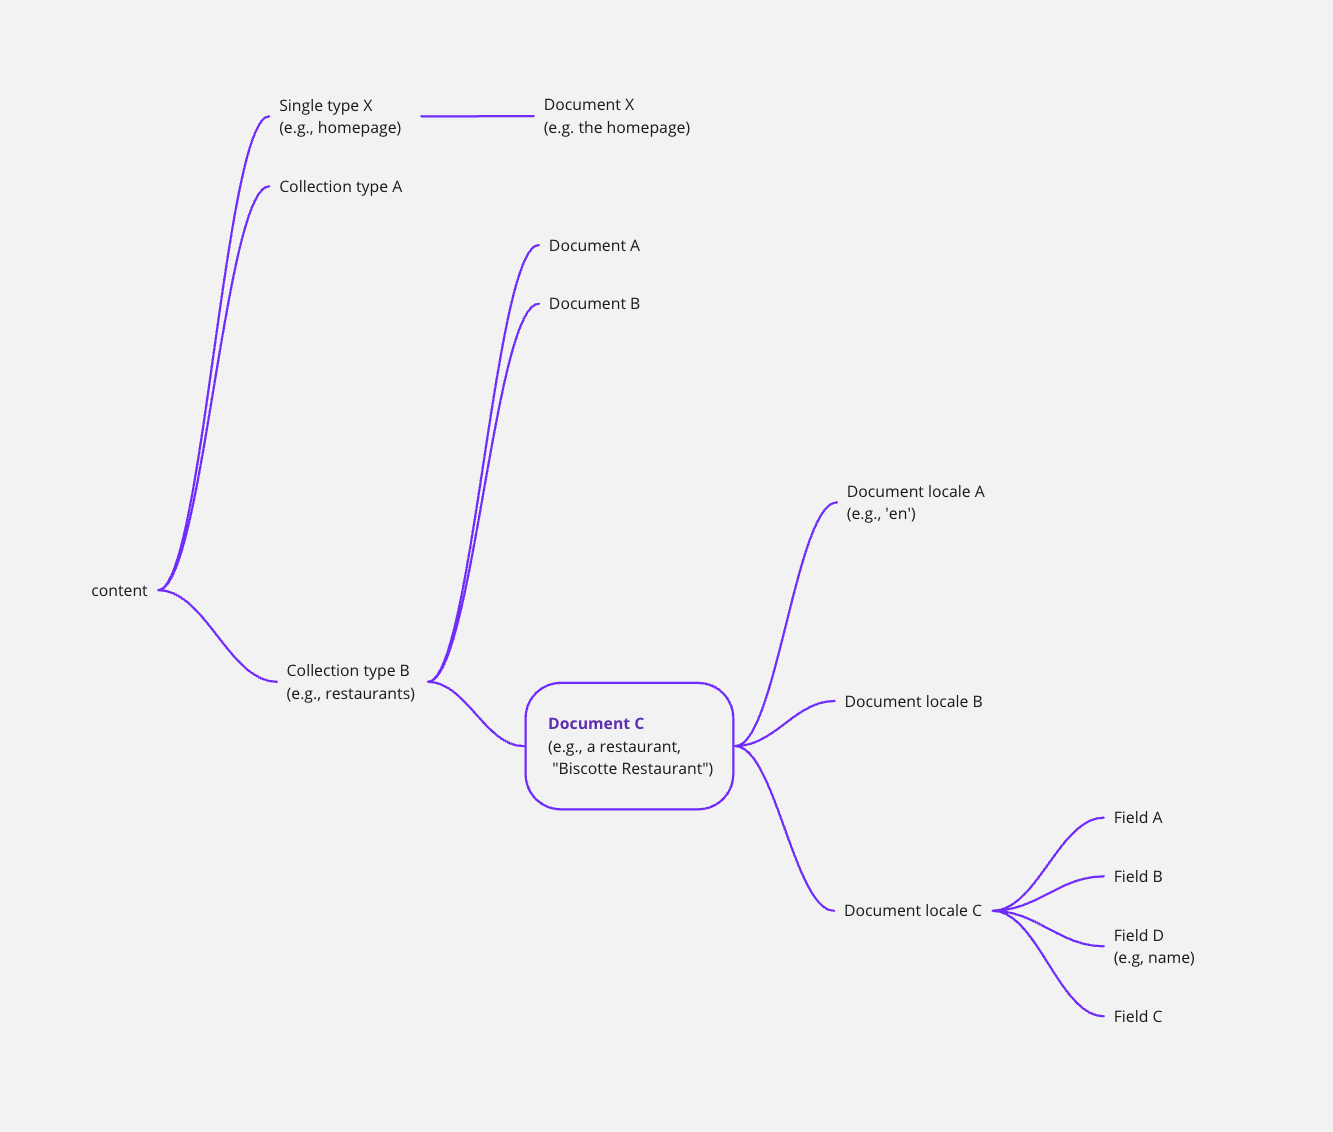 Single type X
(e.g., homepage)
Document X
(e.g. the homepage)
Collection type A
Document A
Document B
Document locale A
(e.g., 'en')
content
Collection type B
(e.g., restaurants)
Document C
(e.g., a restaurant,
"Biscotte Restaurant")
Document locale B
Document locale C
Field A
Field B
Field D
(e.g, name)
Field C